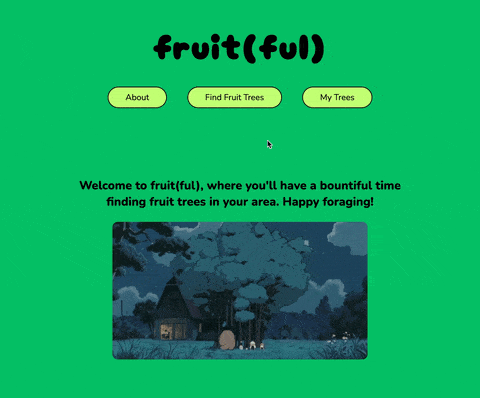 fruit(ful)
About
Find Fruit Trees
My Trees
Welcome to fruit(ful), where you'll have a bountiful time
finding fruit trees in your area. Happy foraging!